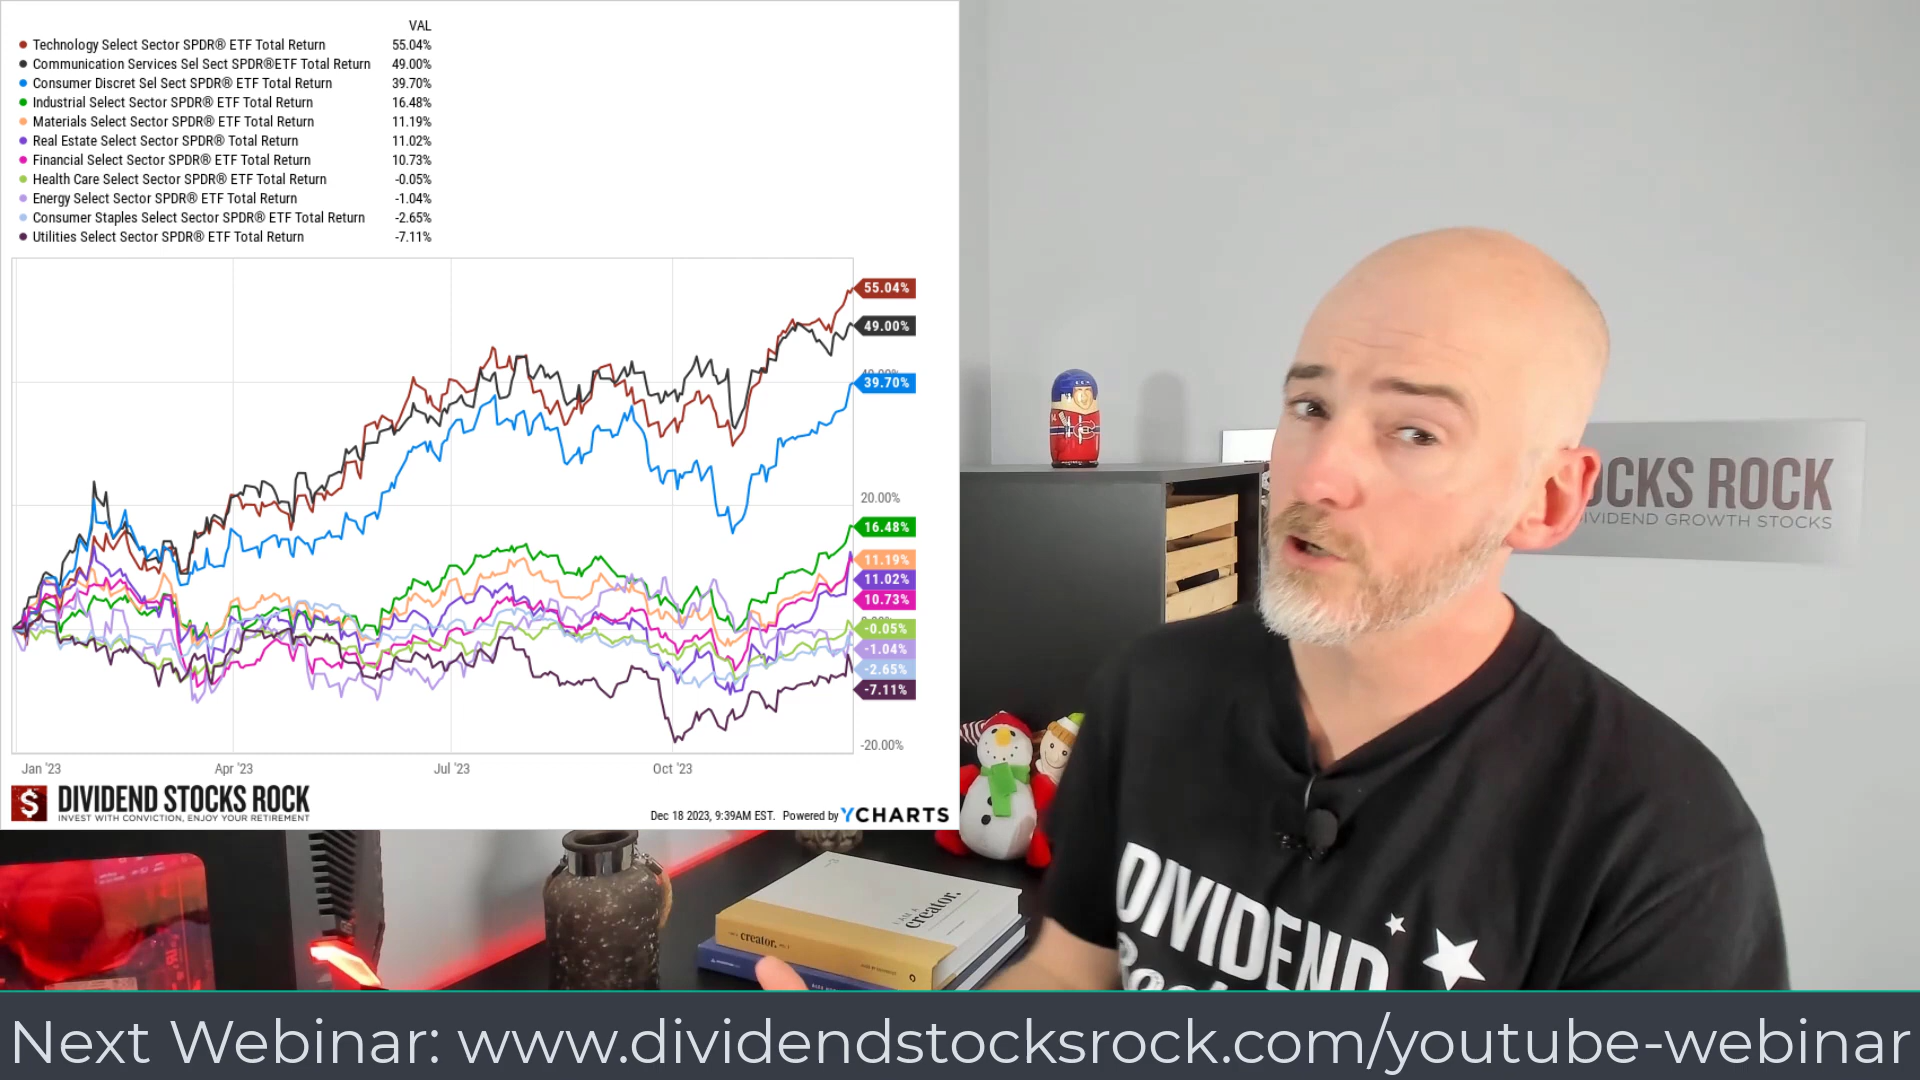 VAL
Technology Select Sector SPDR® ETF Total Return 55.04%
Communication Services Sel Sect SPDR®ETF Total Return 49.00%
Consumer Discret Sel Sect SPDR® ETF Total Return 39.70%
Industrial Select Sector SPDR® ETF Total Return 16.48%
Materials Select Sector SPDR® ETF Total Return 11.19%
Real Estate Select Sector SPDR® Total Return 11.02%
Financial Select Sector SPDR® ETF Total Return 10.73%
Health Care Select Sector SPDR® ETF Total Return -0.05%
Energy Select Sector SPDR® ETF Total Return -1.04%
Consumer Staples Select Sector SPDR® ETF Total Return -2.65%
Utilities Select Sector SPDR® ETF Total Return -7.11%
55.04%
49.00%
39.70%
20.00%
16.48%
11.19%
11.02%
10.73%
-0.05%
-1.04%
-2.65%
-7.11%
-20.00%
Jan '23 Apr '23 Jul '23 Oct '23
$ DIVIDEND STOCKS ROCK
INVEST WITH CONVICTION, ENJOY YOUR RETIREMENT
Dec 18 2023, 9:39AM EST. Powered by YCHARTS
OCKS ROCK
IVIDEND GROWTH STOCKS
I AM A
creator.
creator.
DIVIDEND
Next Webinar: www.dividendstocksrock.com/youtube-webinar